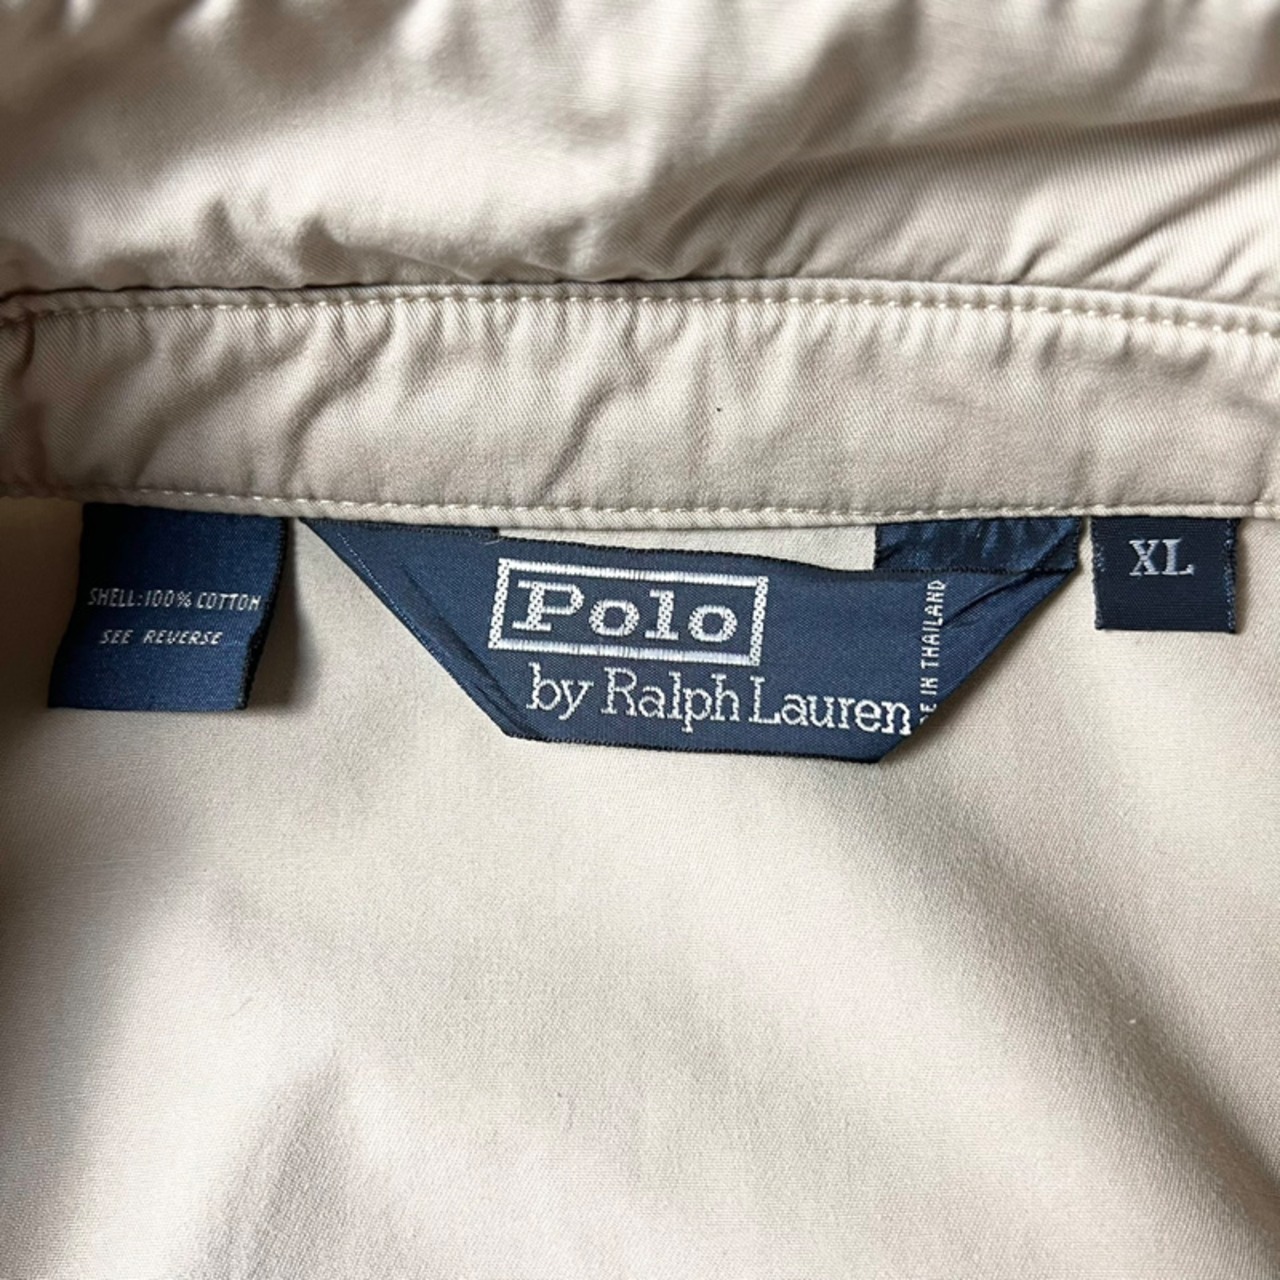 SHELL:100% COTTON
SEE REVERSE
Polo
by Ralph Lauren
E IN THAILAND
XL